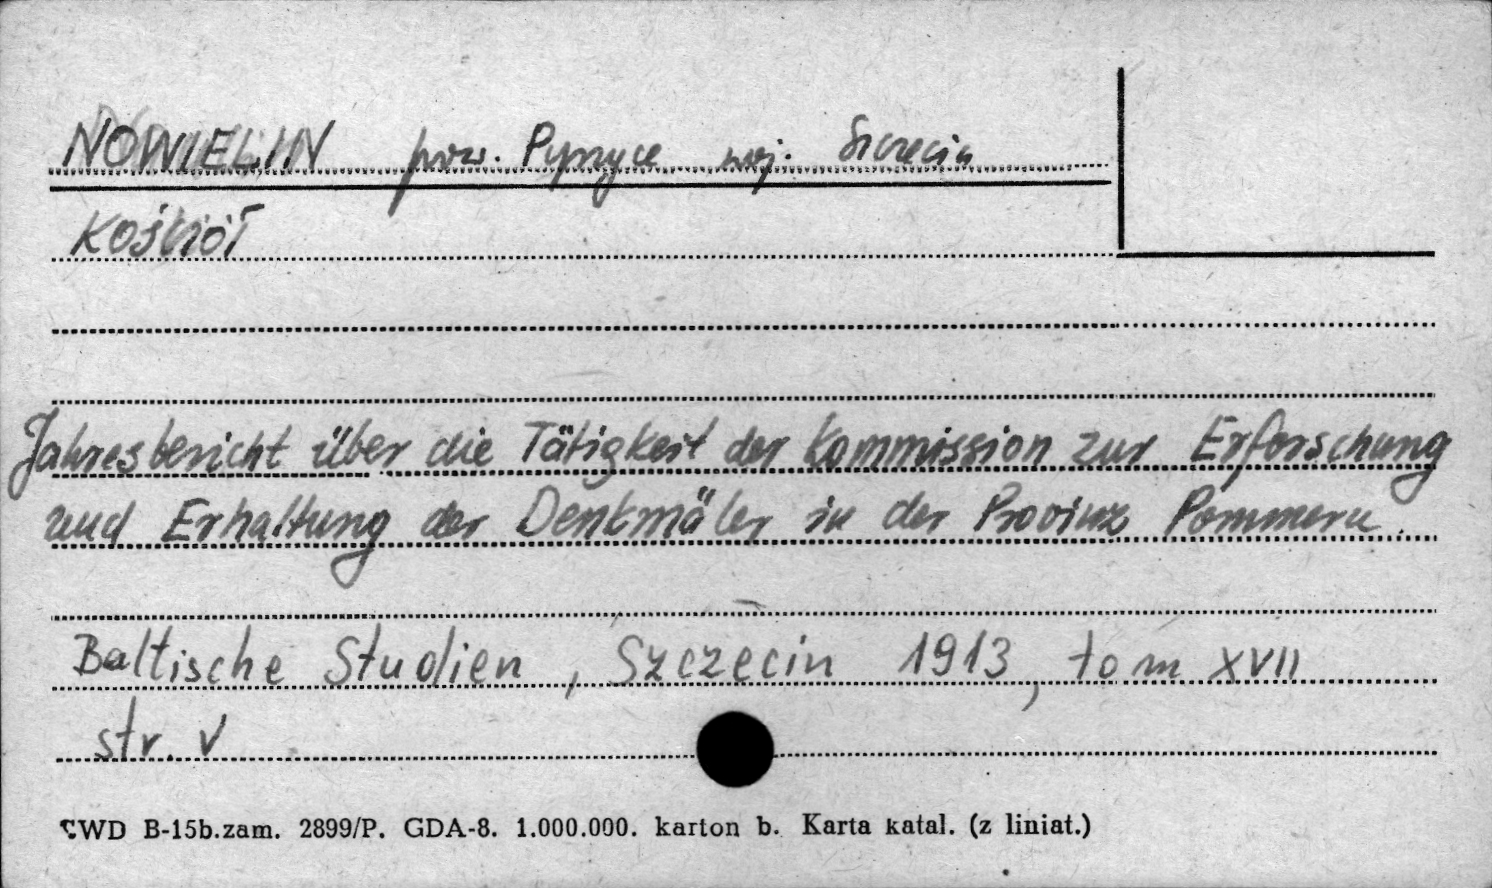 NOWIELIN pow. Pyrzyce woj. Szczecin
KOŚCIÓŁ
Jahresbericht über die Tätigkeit der Kommission zur Erforschung
und Erhaltung der Denkmäler in der Provinz Pommern.
Baltische Studien, Szczecin 1913, tom XVII
str. V
CWD B-15b.zam. 2899/P. GDA-8. 1.000.000. karton b. Karta katal. (z liniat.)